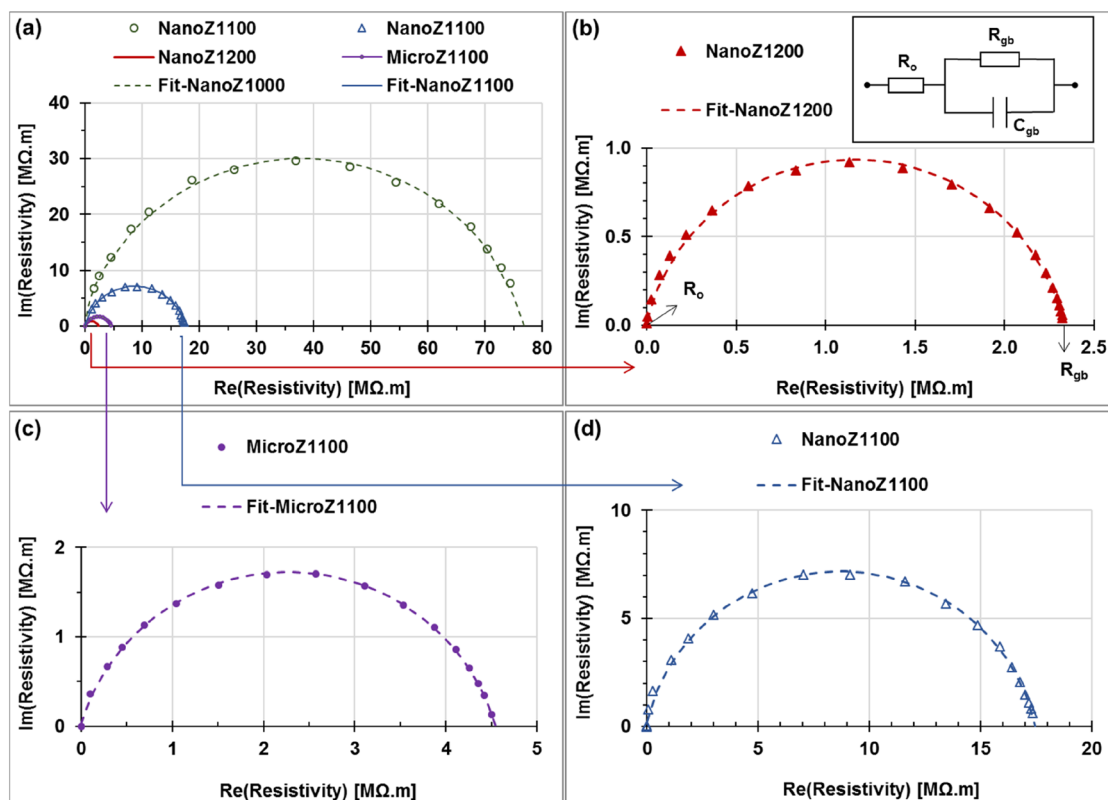 (a)
NanoZ1100 NanoZ1100
NanoZ1200 MicroZ1100
Fit-NanoZ1000 Fit-NanoZ1100
Im(Resistivity) [MΩ.m]
40
30
20
10
0
0 10 20 30 40 50 60 70 80
Re(Resistivity) [MΩ.m]
(b)
NanoZ1200
Fit-NanoZ1200
Rgb
Ro
Cgb
Im(Resistivity) [MΩ.m]
1.0
0.5
0.0
Ro
0.0 0.5 1.0 1.5 2.0 2.5
Rgb
Re(Resistivity) [MΩ.m]
(c)
MicroZ1100
Fit-MicroZ1100
Im(Resistivity) [MΩ.m]
2
1
0
0 1 2 3 4 5
Re(Resistivity) [MΩ.m]
(d)
NanoZ1100
Fit-NanoZ1100
Im(Resistivity) [MΩ.m]
10
5
0
0 5 10 15 20
Re(Resistivity) [MΩ.m]